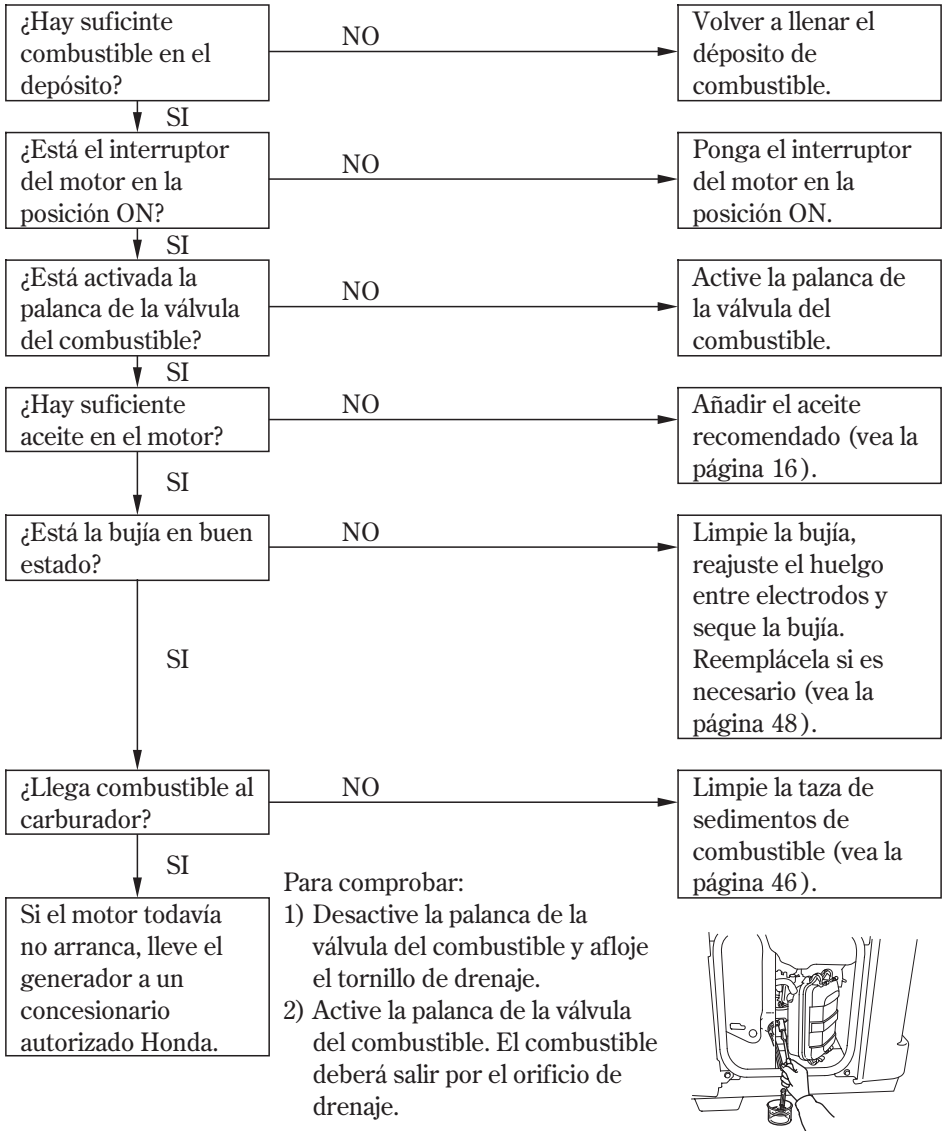 ¿Hay suficinte
combustible en el
depósito?
NO
Volver a llenar el
déposito de
combustible.
SI
¿Está el interruptor
del motor en la
posición ON?
NO
Ponga el interruptor
del motor en la
posición ON.
SI
¿Está activada la
palanca de la válvula
del combustible?
NO
Active la palanca de
la válvula del
combustible.
SI
¿Hay suficiente
aceite en el motor?
NO
Añadir el aceite
recomendado (vea la
página 16).
SI
¿Está la bujía en buen
estado?
NO
Limpie la bujía,
reajuste el huelgo
entre electrodos y
seque la bujía.
Reemplácela si es
necesario (vea la
página 48).
SI
¿Llega combustible al
carburador?
NO
Limpie la taza de
sedimentos de
combustible (vea la
página 46).
SI
Si el motor todavía
no arranca, lleve el
generador a un
concesionario
autorizado Honda.
Para comprobar:
1) Desactive la palanca de la
válvula del combustible y afloje
el tornillo de drenaje.
2) Active la palanca de la válvula
del combustible. El combustible
deberá salir por el orificio de
drenaje.